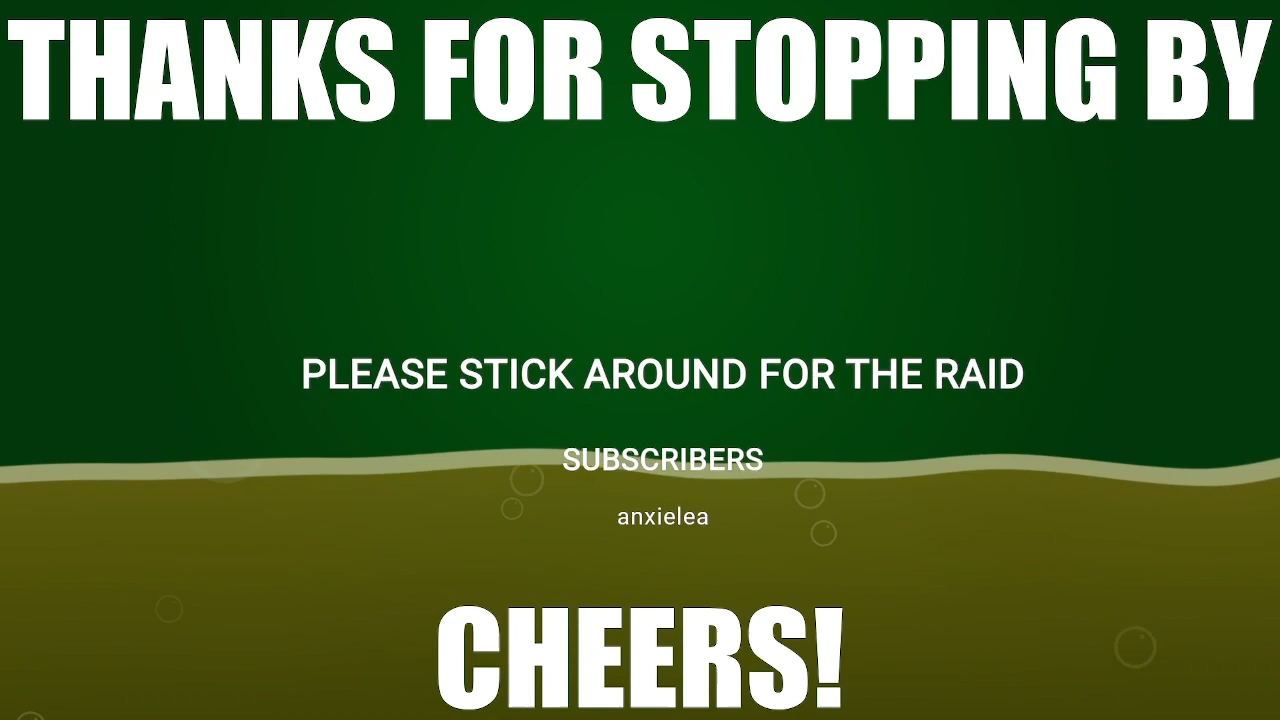 THANKS FOR STOPPING BY
PLEASE STICK AROUND FOR THE RAID
SUBSCRIBERS
anxielea
CHEERS!